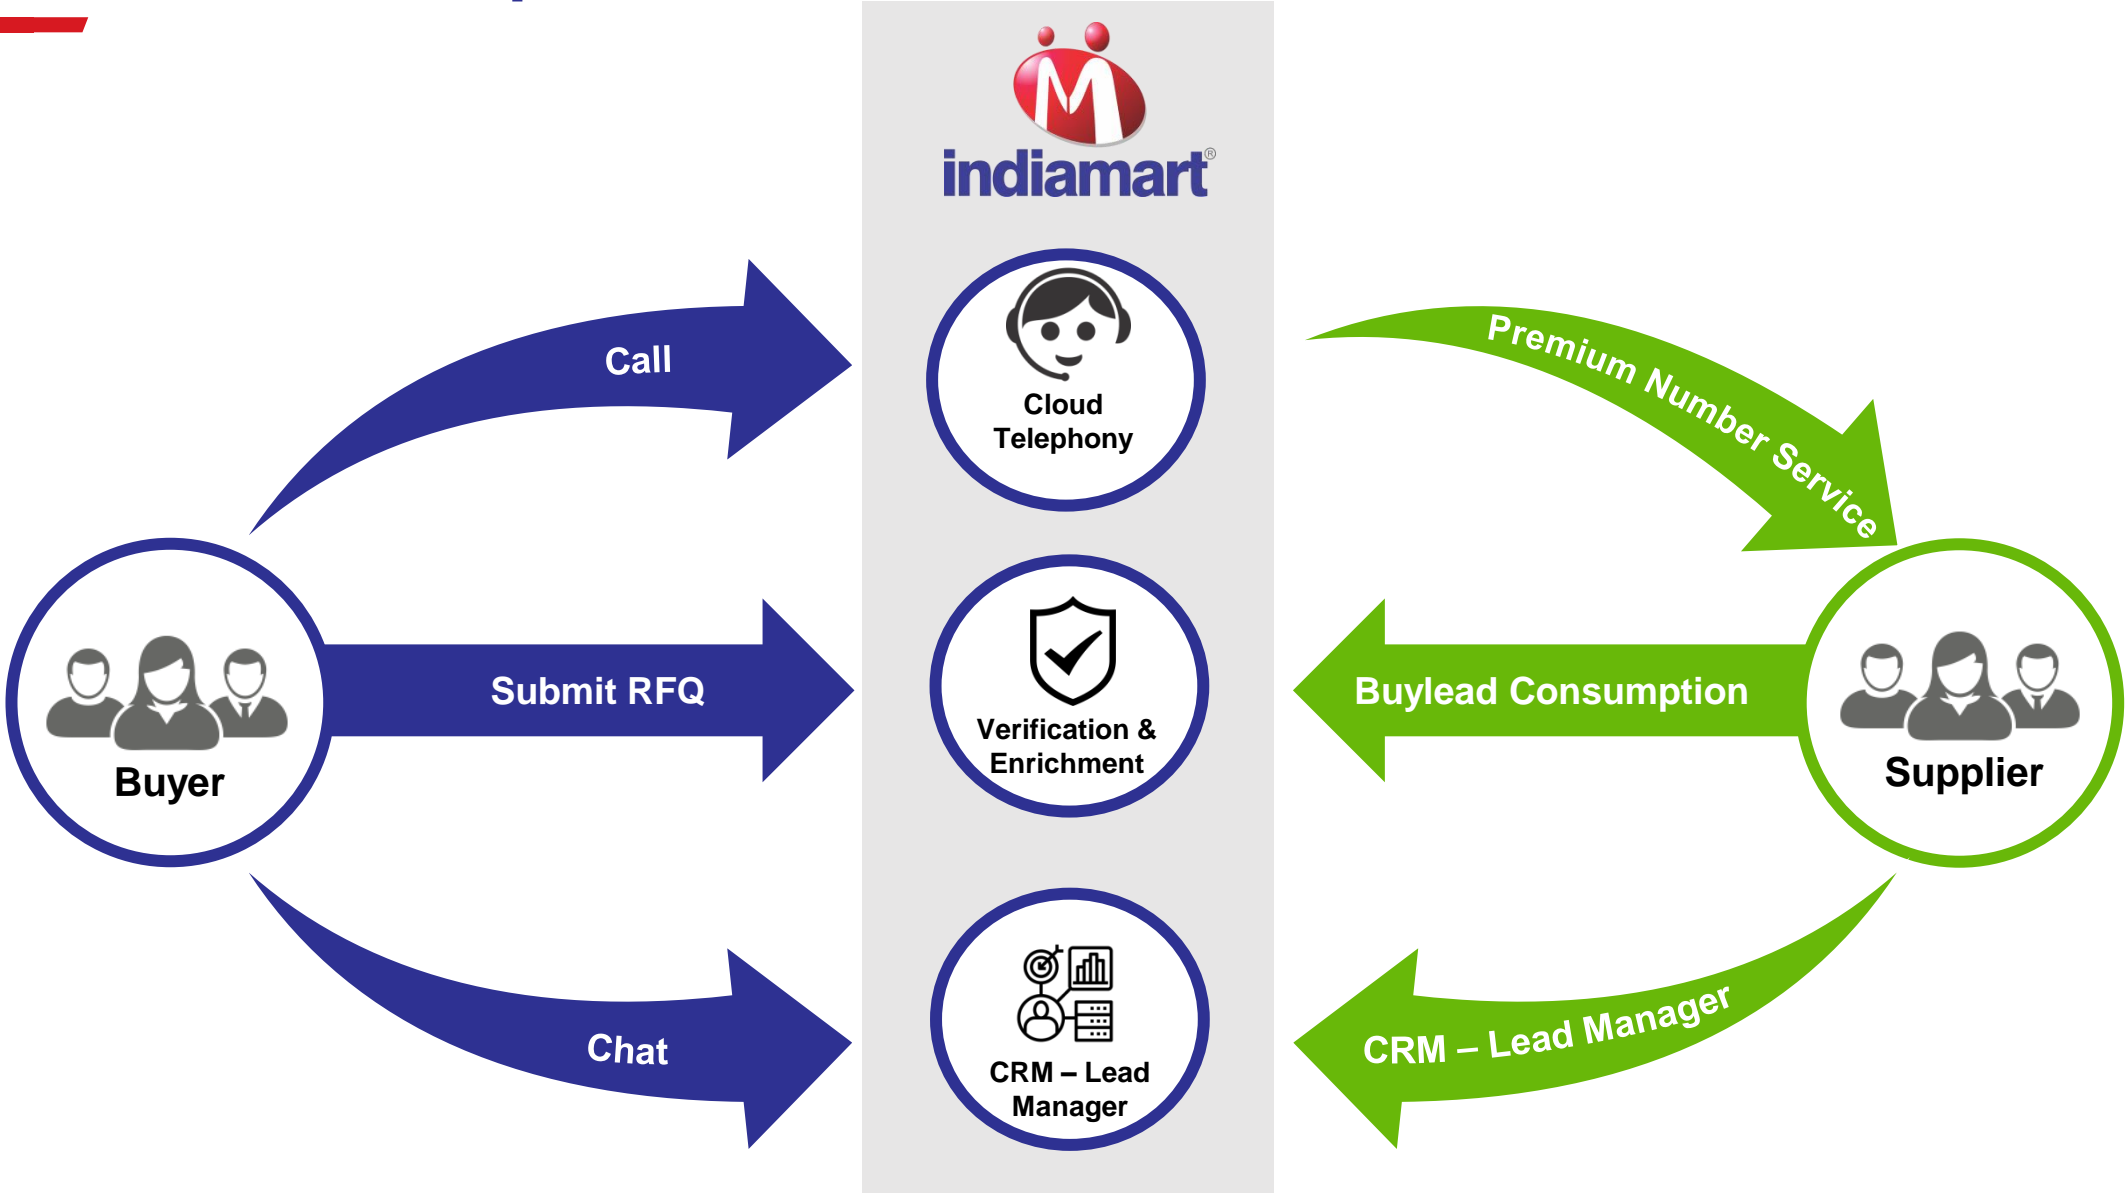 indiamart®
Call
Cloud
Telephony
Premium Number Service
Buyer
Submit RFQ
Verification &
Enrichment
Buylead Consumption
Supplier
Chat
CRM – Lead
Manager
CRM – Lead Manager